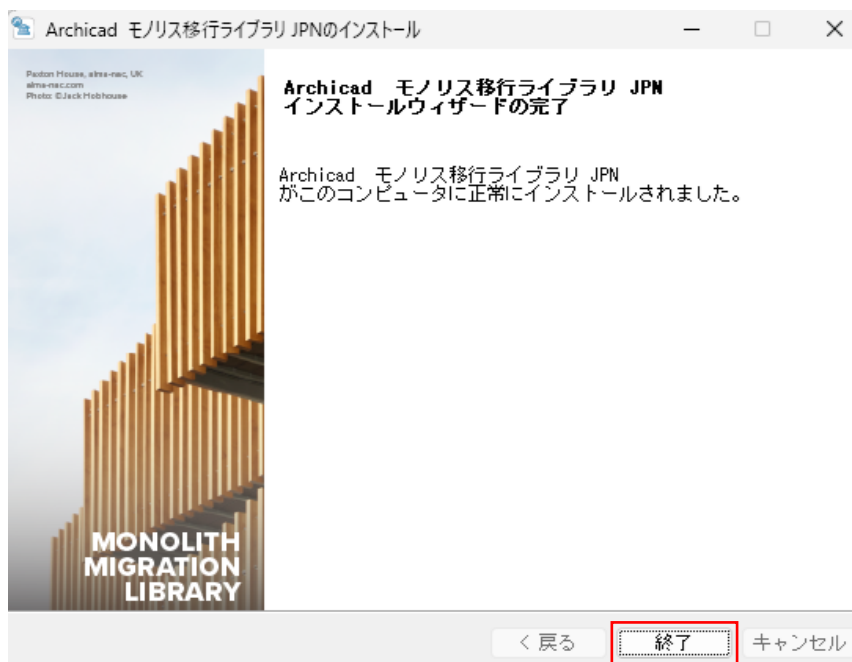 Archicad モノリス移行ライブラリ JPNのインストール
Paxton House, alma-nac, UK
alma-nac.com
Photo: ©Jack Hobhouse
Archicad　モノリス移行ライブラリ JPN
インストールウィザードの完了
Archicad　モノリス移行ライブラリ JPN
がこのコンピュータに正常にインストールされました。
MONOLITH
MIGRATION
LIBRARY
< 戻る
終了
キャンセル